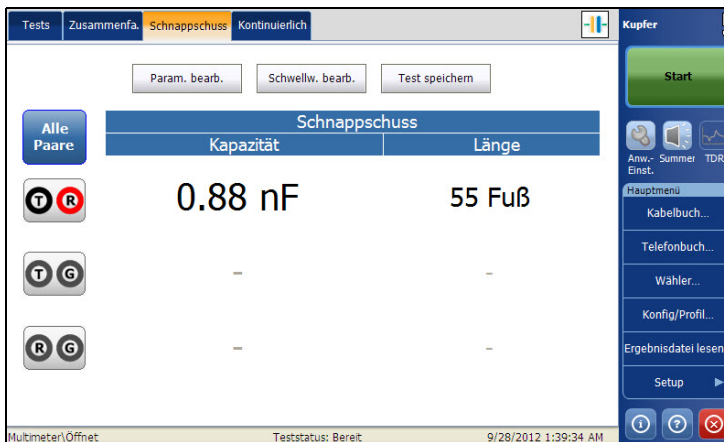 Tests Zusammenfa. Schnappschuss Kontinuierlich
Kupfer
Param. bearb. Schwellw. bearb. Test speichern
Start
Alle
Paare
Schnappschuss
Kapazität Länge
Anw.-
Einst.
Summer TDR
T R 0.88 nF 55 Fuß
Hauptmenü
Kabelbuch...
Telefonbuch...
T G - -
Wähler...
Konfig/Profil...
R G - -
Ergebnisdatei lesen
Setup
Multimeter\Öffnet Teststatus: Bereit 9/28/2012 1:39:34 AM